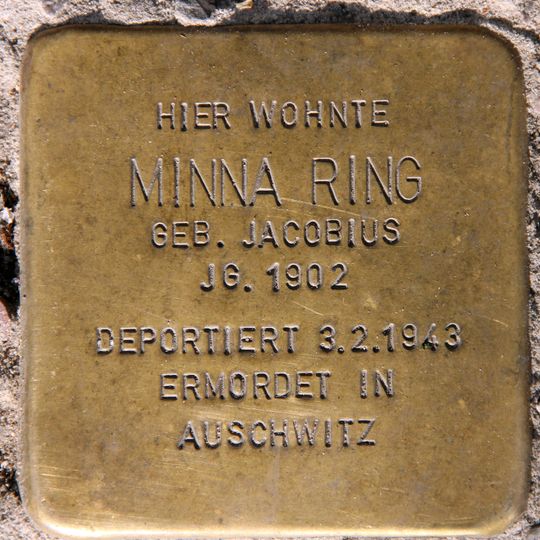 HIER WOHNTE
MINNA RING
GEB. JACOBIUS
JG. 1902
DEPORTIERT 3.2.1943
ERMORDET IN
AUSCHWITZ